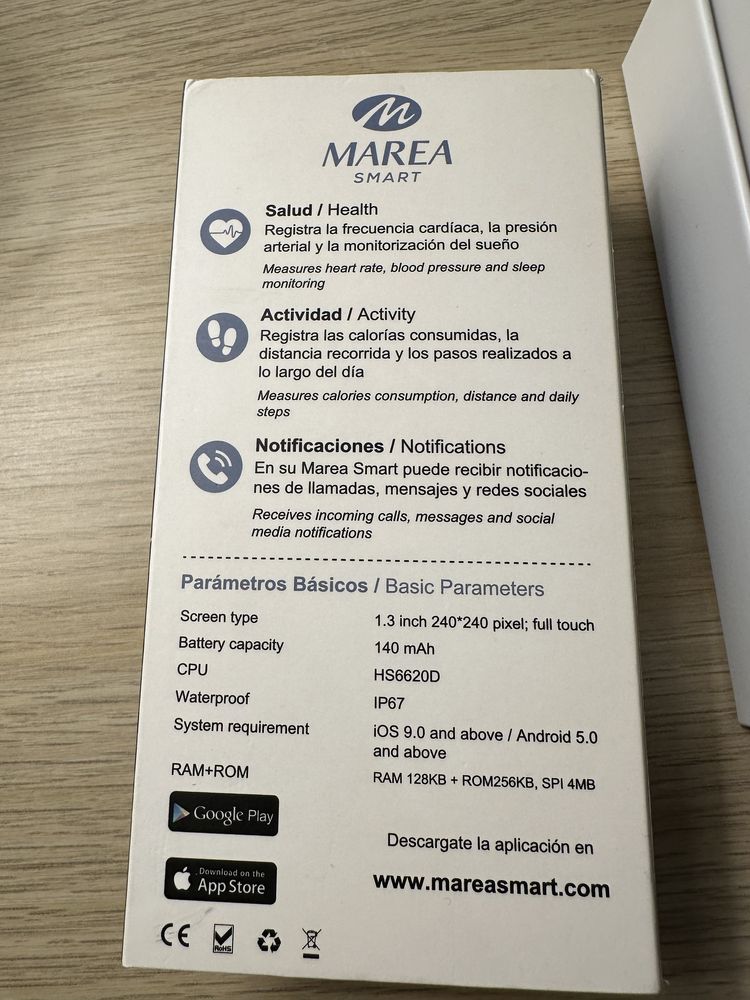 MAREA
SMART
Salud / Health
Registra la frecuencia cardíaca, la presión
arterial y la monitorización del sueño
Measures heart rate, blood pressure and sleep
monitoring
Actividad / Activity
Registra las calorías consumidas, la
distancia recorrida y los pasos realizados a
lo largo del día
Measures calories consumption, distance and daily
steps
Notificaciones / Notifications
En su Marea Smart puede recibir notificacio-
nes de llamadas, mensajes y redes sociales
Receives incoming calls, messages and social
media notifications
Parámetros Básicos / Basic Parameters
Screen type 1.3 inch 240*240 pixel; full touch
Battery capacity 140 mAh
CPU HS6620D
Waterproof IP67
System requirement iOS 9.0 and above / Android 5.0
and above
RAM+ROM RAM 128KB + ROM256KB, SPI 4MB
Google Play
Descargate la aplicación en
Download on the
App Store
www.mareasmart.com
CE
RoHS